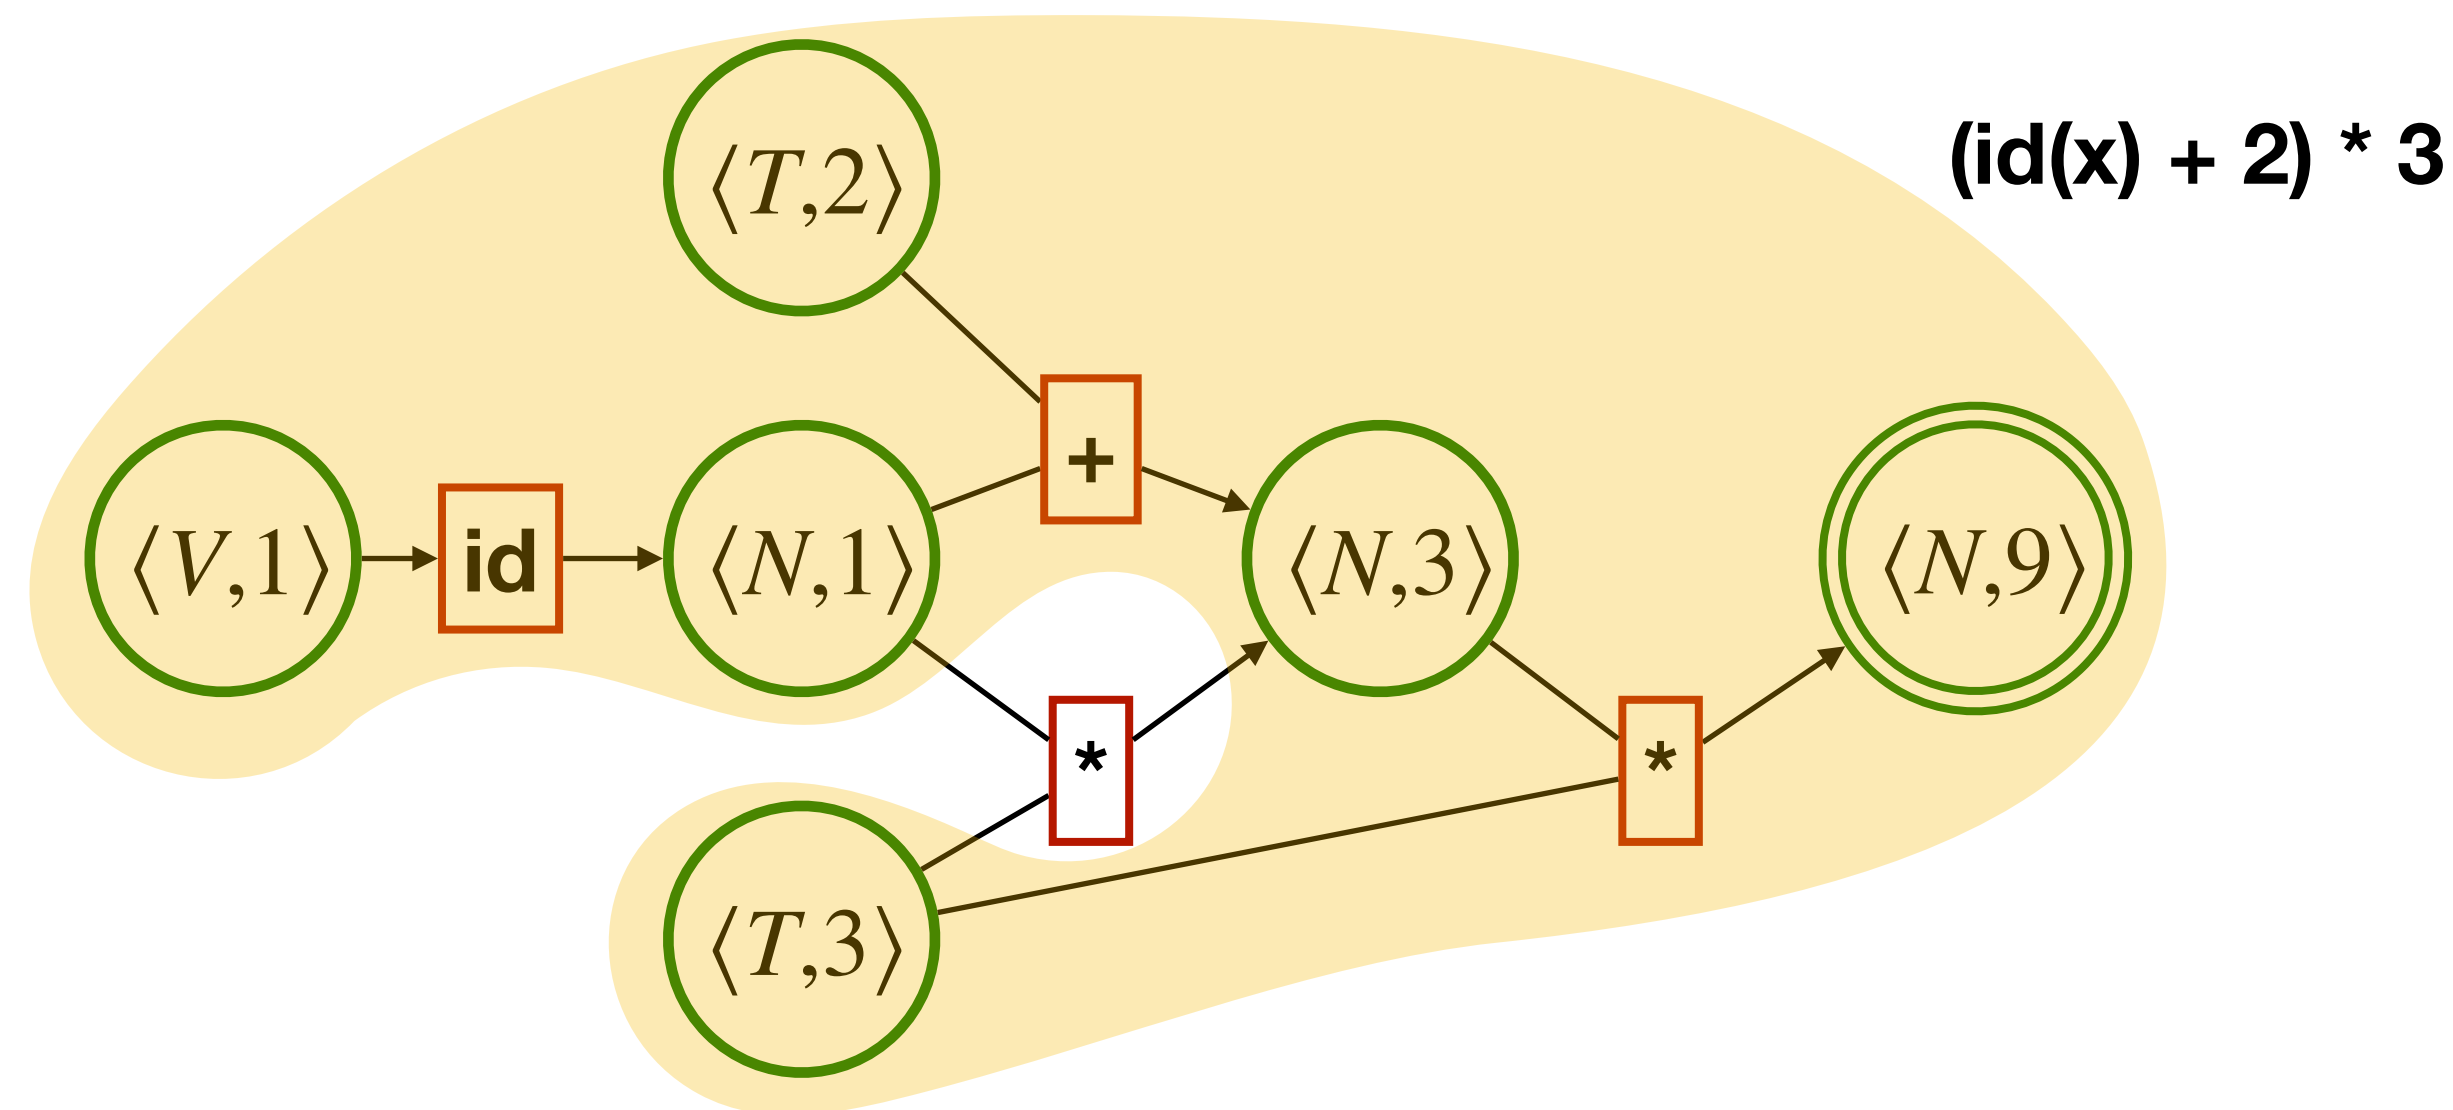 ⟨T,2⟩
(id(x) + 2) * 3
+
⟨V,1⟩
id
⟨N,1⟩
⟨N,3⟩
⟨N,9⟩
*
*
⟨T,3⟩